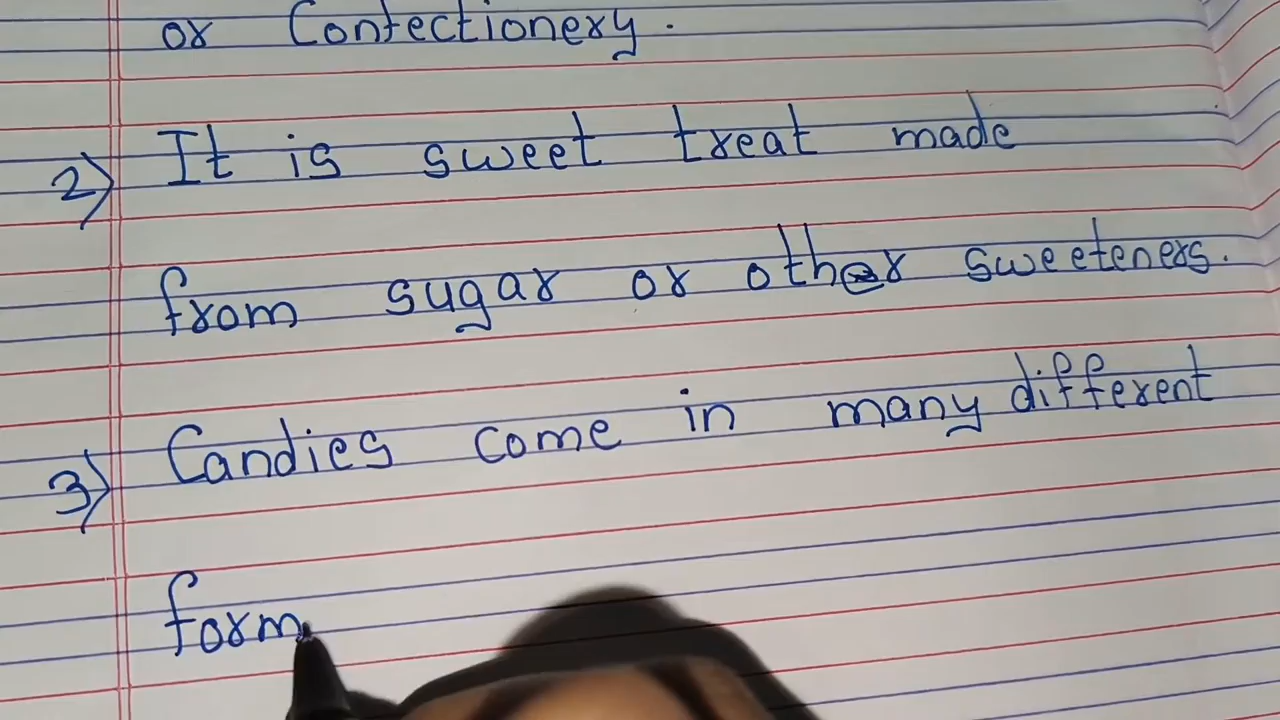 or Confectionery.
2) It is sweet treat made
from sugar or other sweeteners.
3) Candies come in many different
form